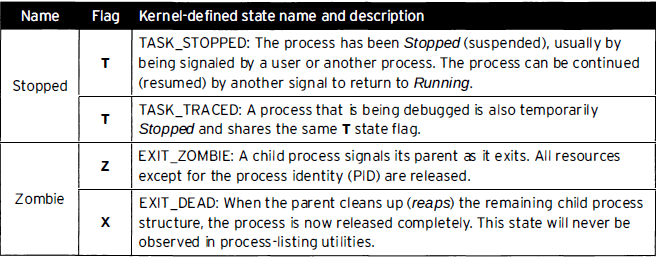 Name Flag Kernel-defined state name and description
Stopped
T
TASK_STOPPED: The process has been Stopped (suspended), usually by
being signaled by a user or another process. The process can be continued
(resumed) by another signal to return to Running.
T
TASK_TRACED: A process that is being debugged is also temporarily
Stopped and shares the same T state flag.
Zombie
Z
EXIT_ZOMBIE: A child process signals its parent as it exits. All resources
except for the process identity (PID) are released.
X
EXIT_DEAD: When the parent cleans up (reaps) the remaining child process
structure, the process is now released completely. This state will never be
observed in process-listing utilities.